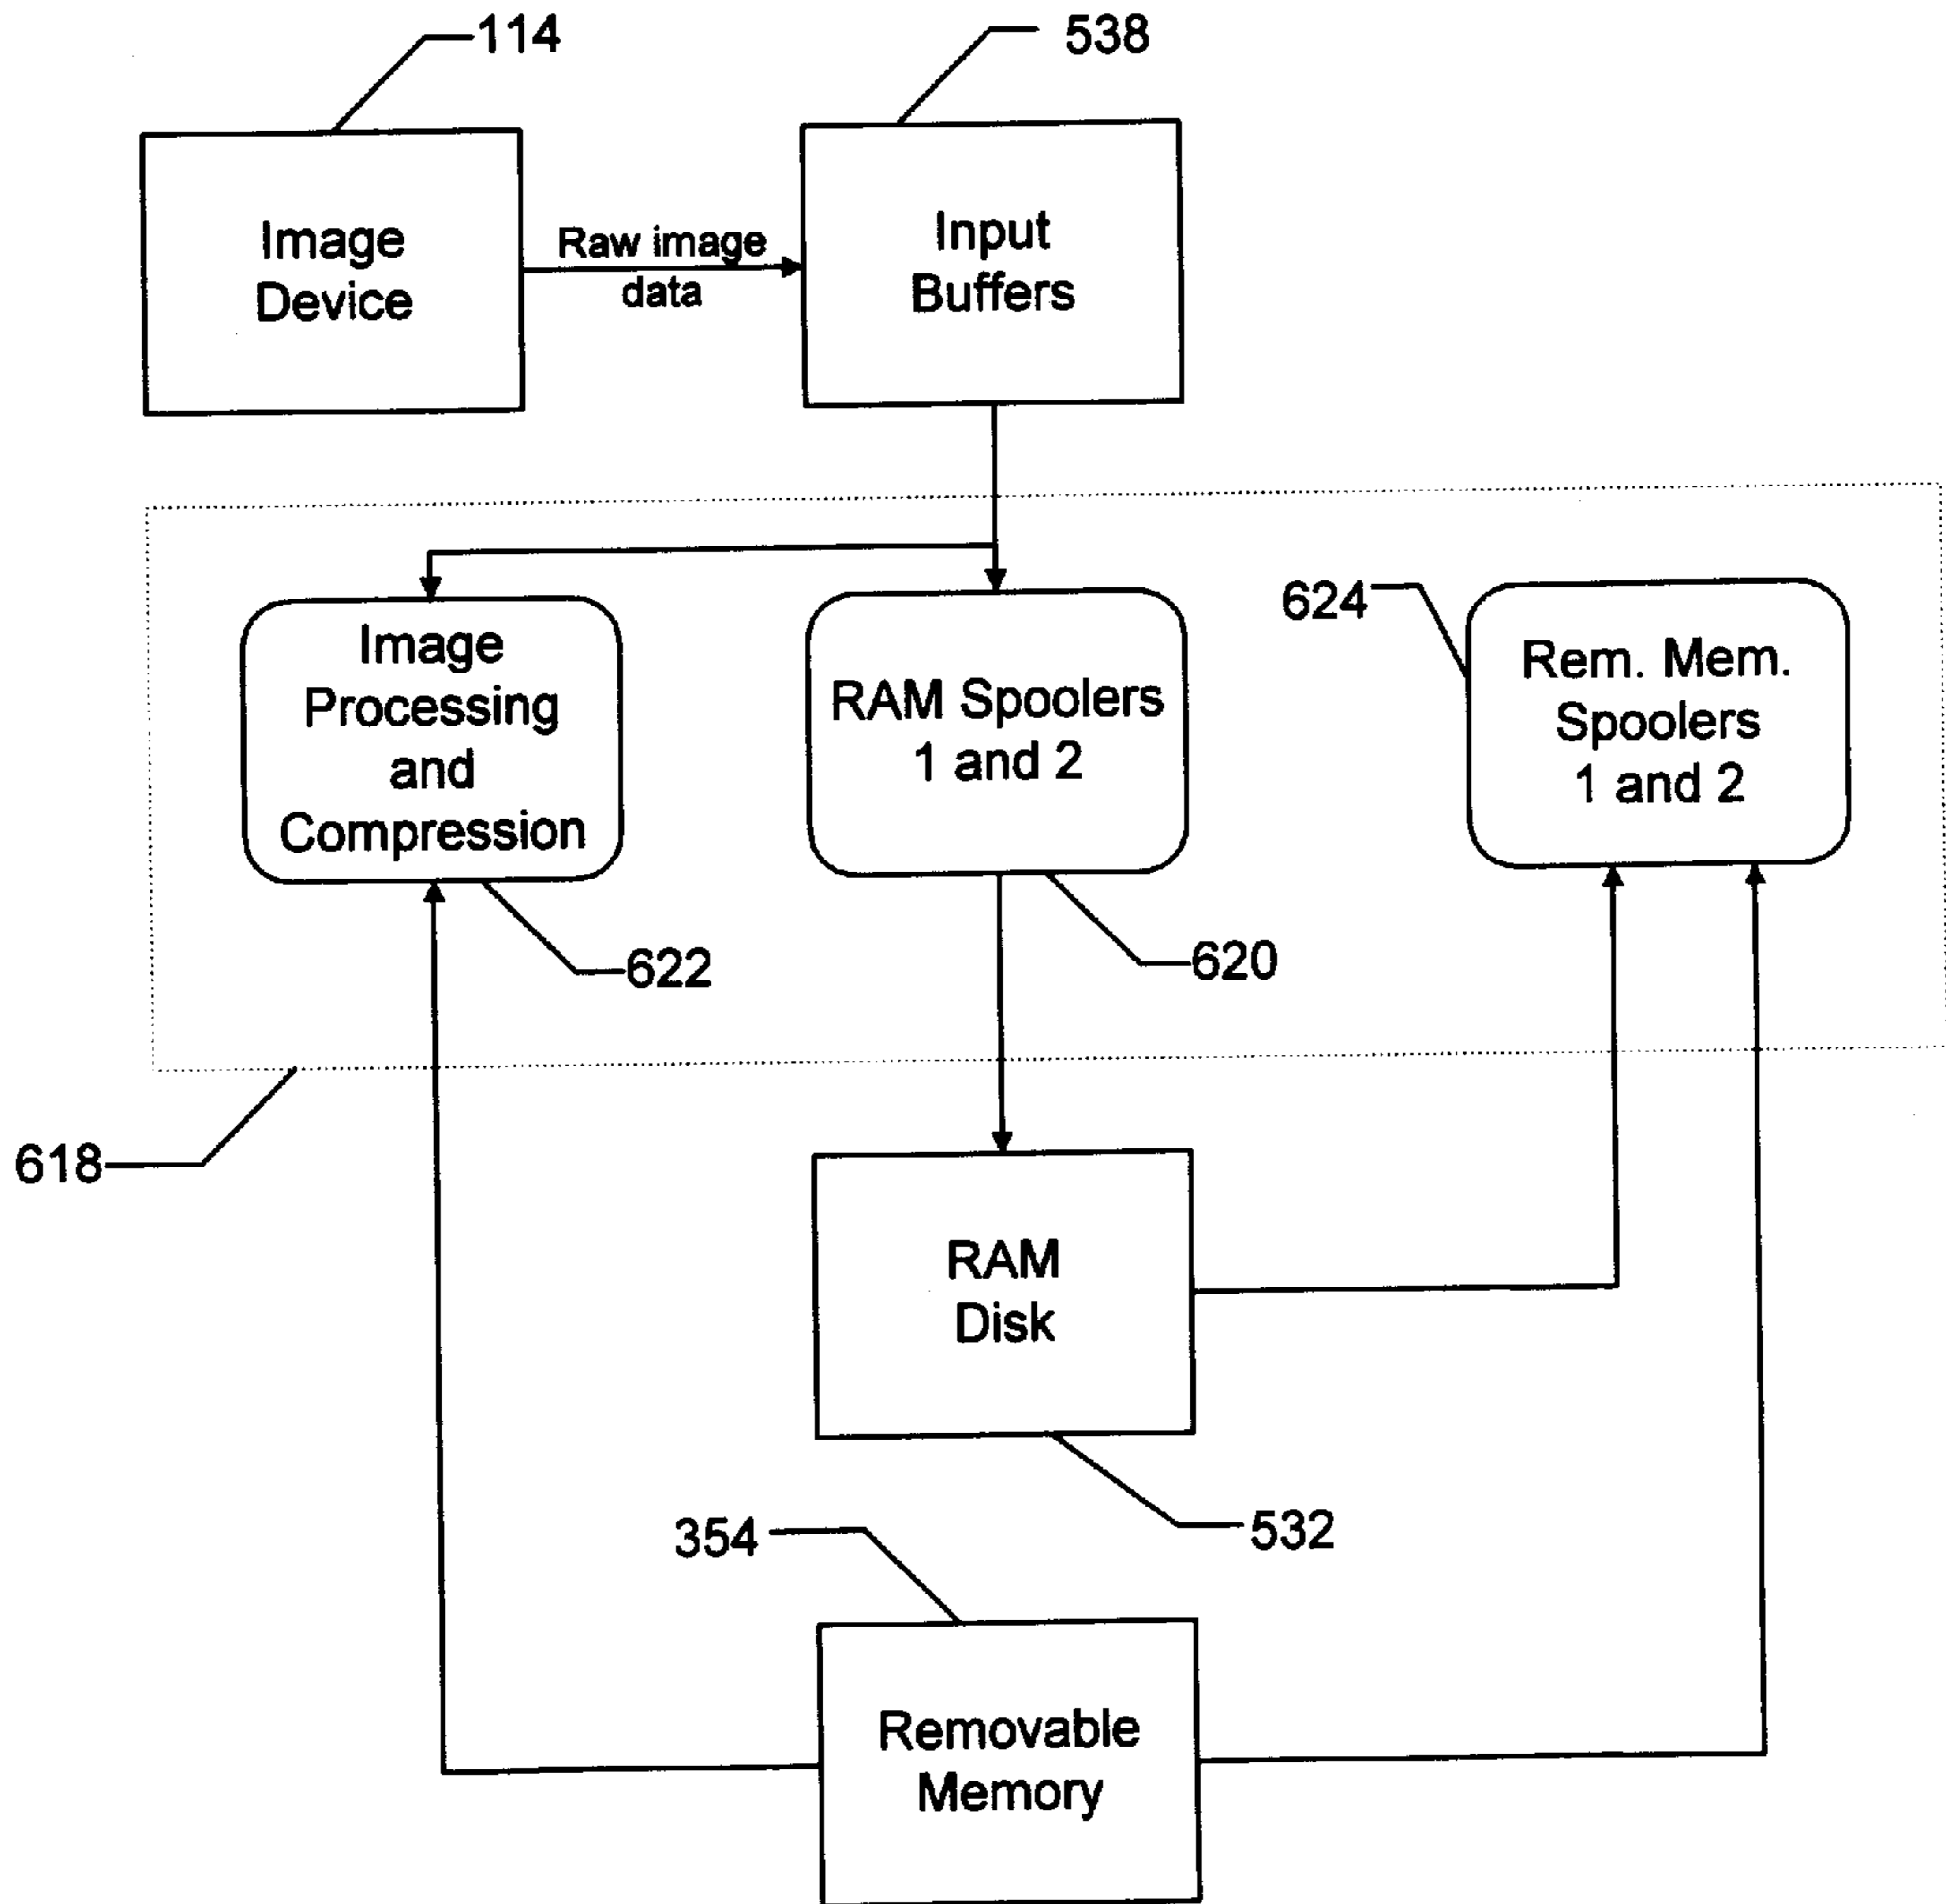 114
538
Image
Device
Raw image
data
Input
Buffers
Image
Processing
and
Compression
RAM Spoolers
1 and 2
624
Rem. Mem.
Spoolers
1 and 2
622
620
618
RAM
Disk
354
532
Removable
Memory